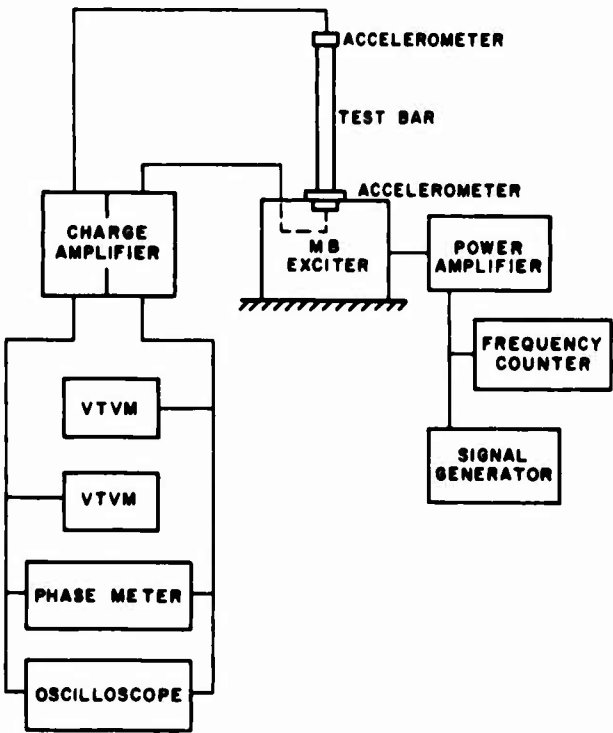 ACCELEROMETER
TEST BAR
ACCELEROMETER
CHARGE
AMPLIFIER
MB
EXCITER
POWER
AMPLIFIER
FREQUENCY
COUNTER
VTVM
SIGNAL
GENERATOR
VTVM
PHASE METER
OSCILLOSCOPE